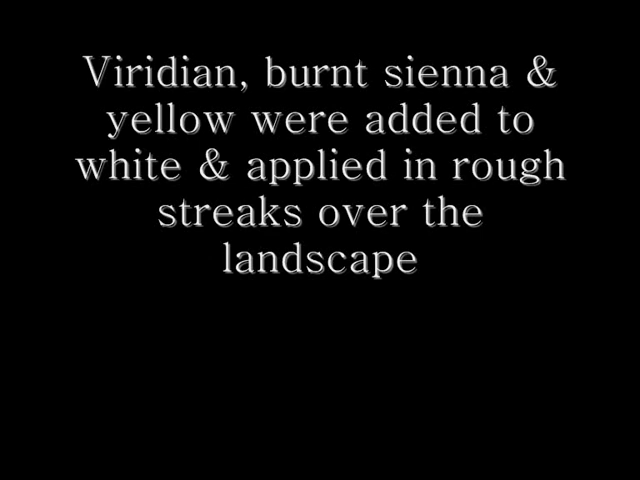 Viridian, burnt sienna &
yellow were added to
white & applied in rough
streaks over the
landscape